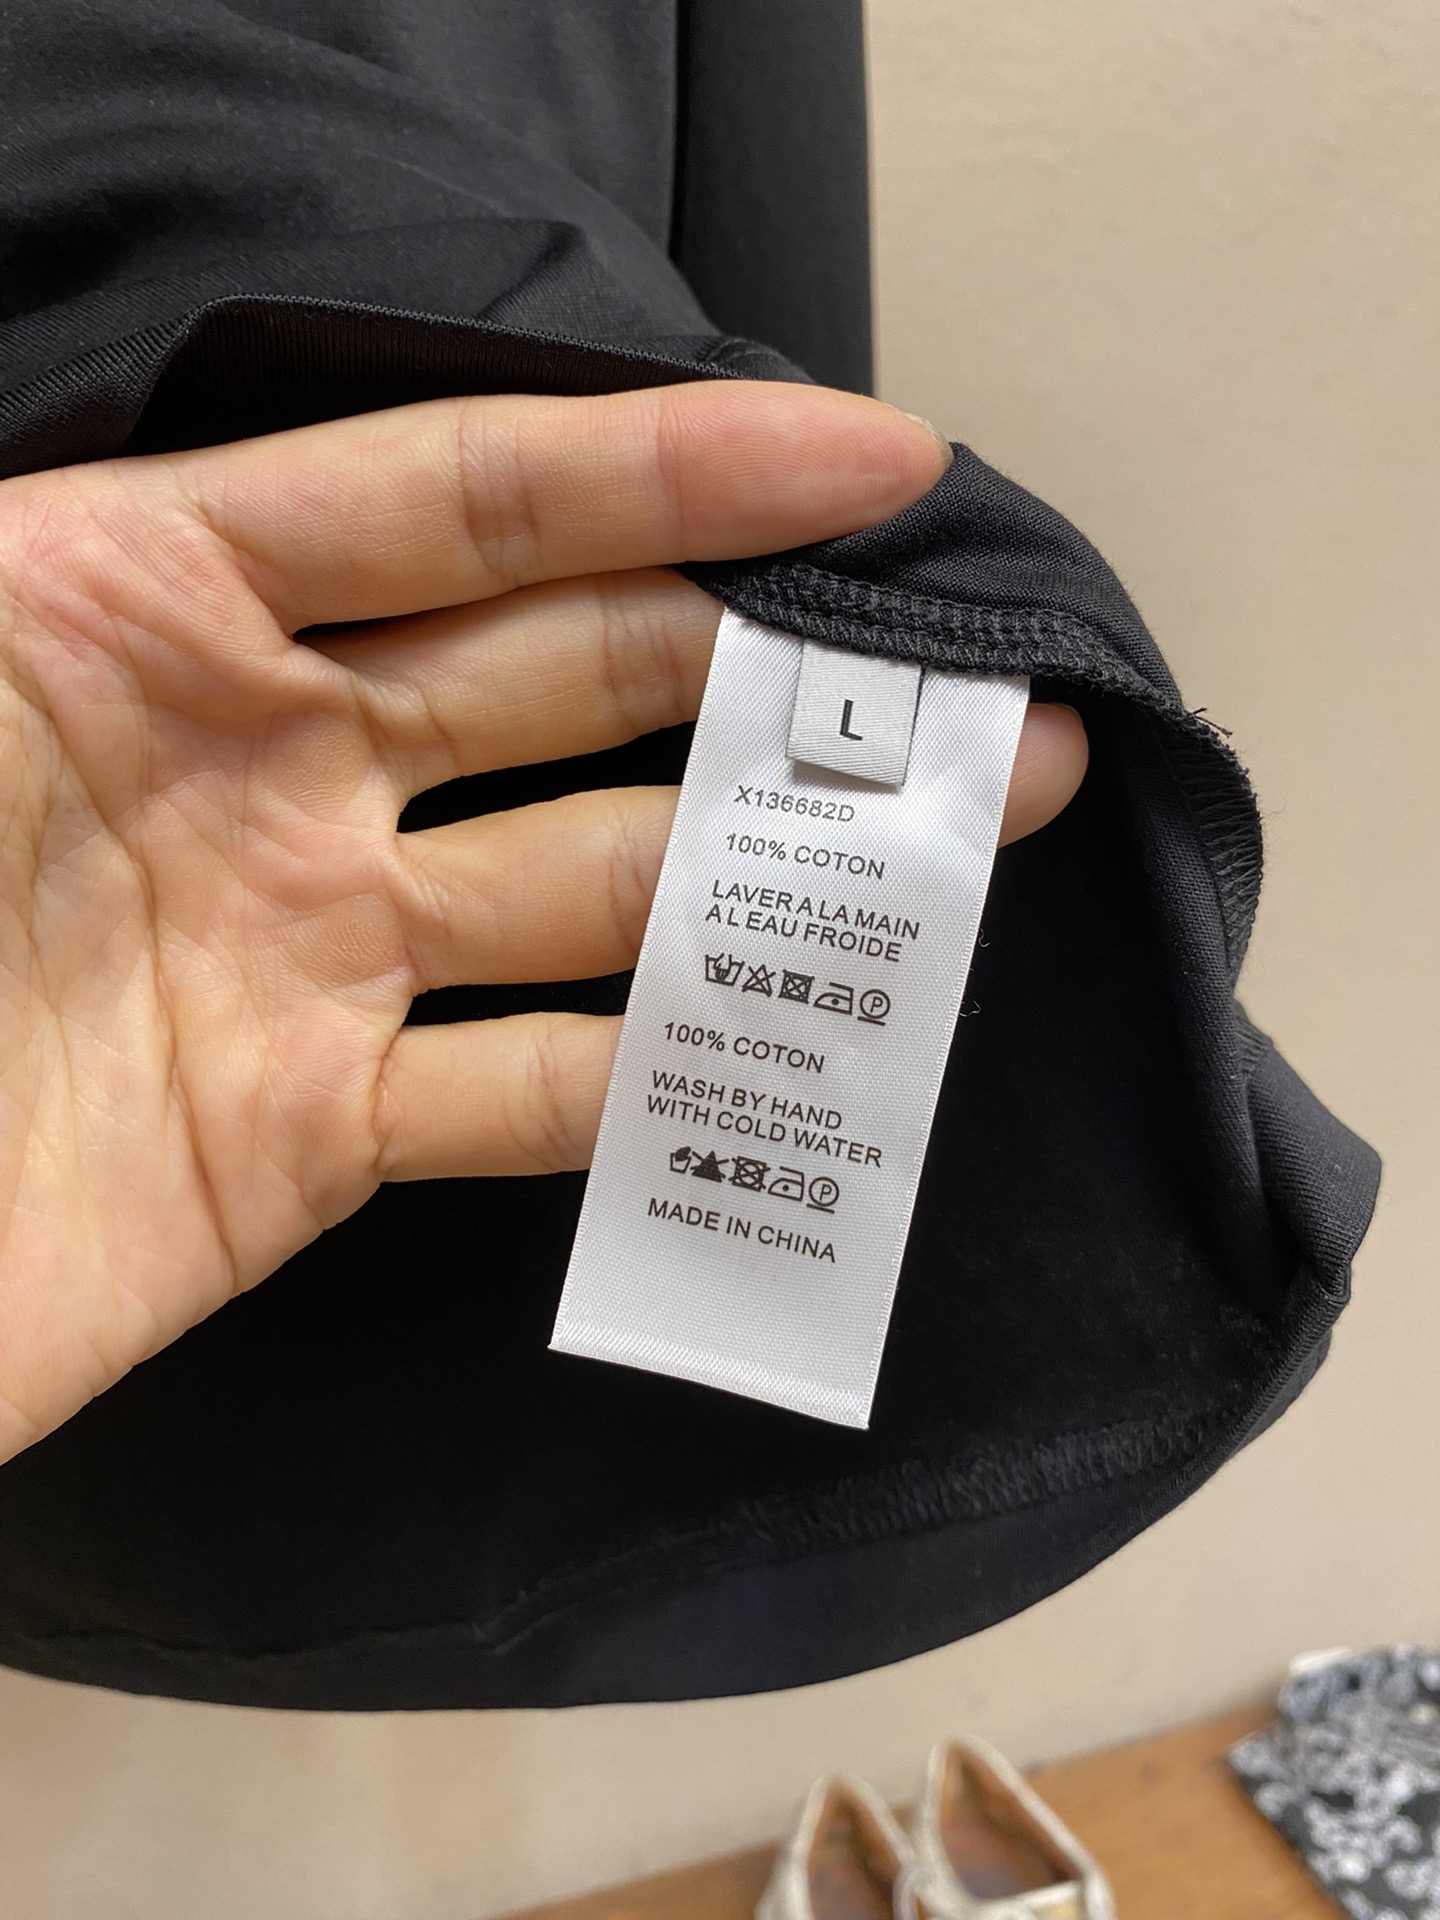 L
X136682D
100% COTON
LAVER A LA MAIN
A L EAU FROIDE
P
100% COTON
WASH BY HAND
WITH COLD WATER
P
MADE IN CHINA